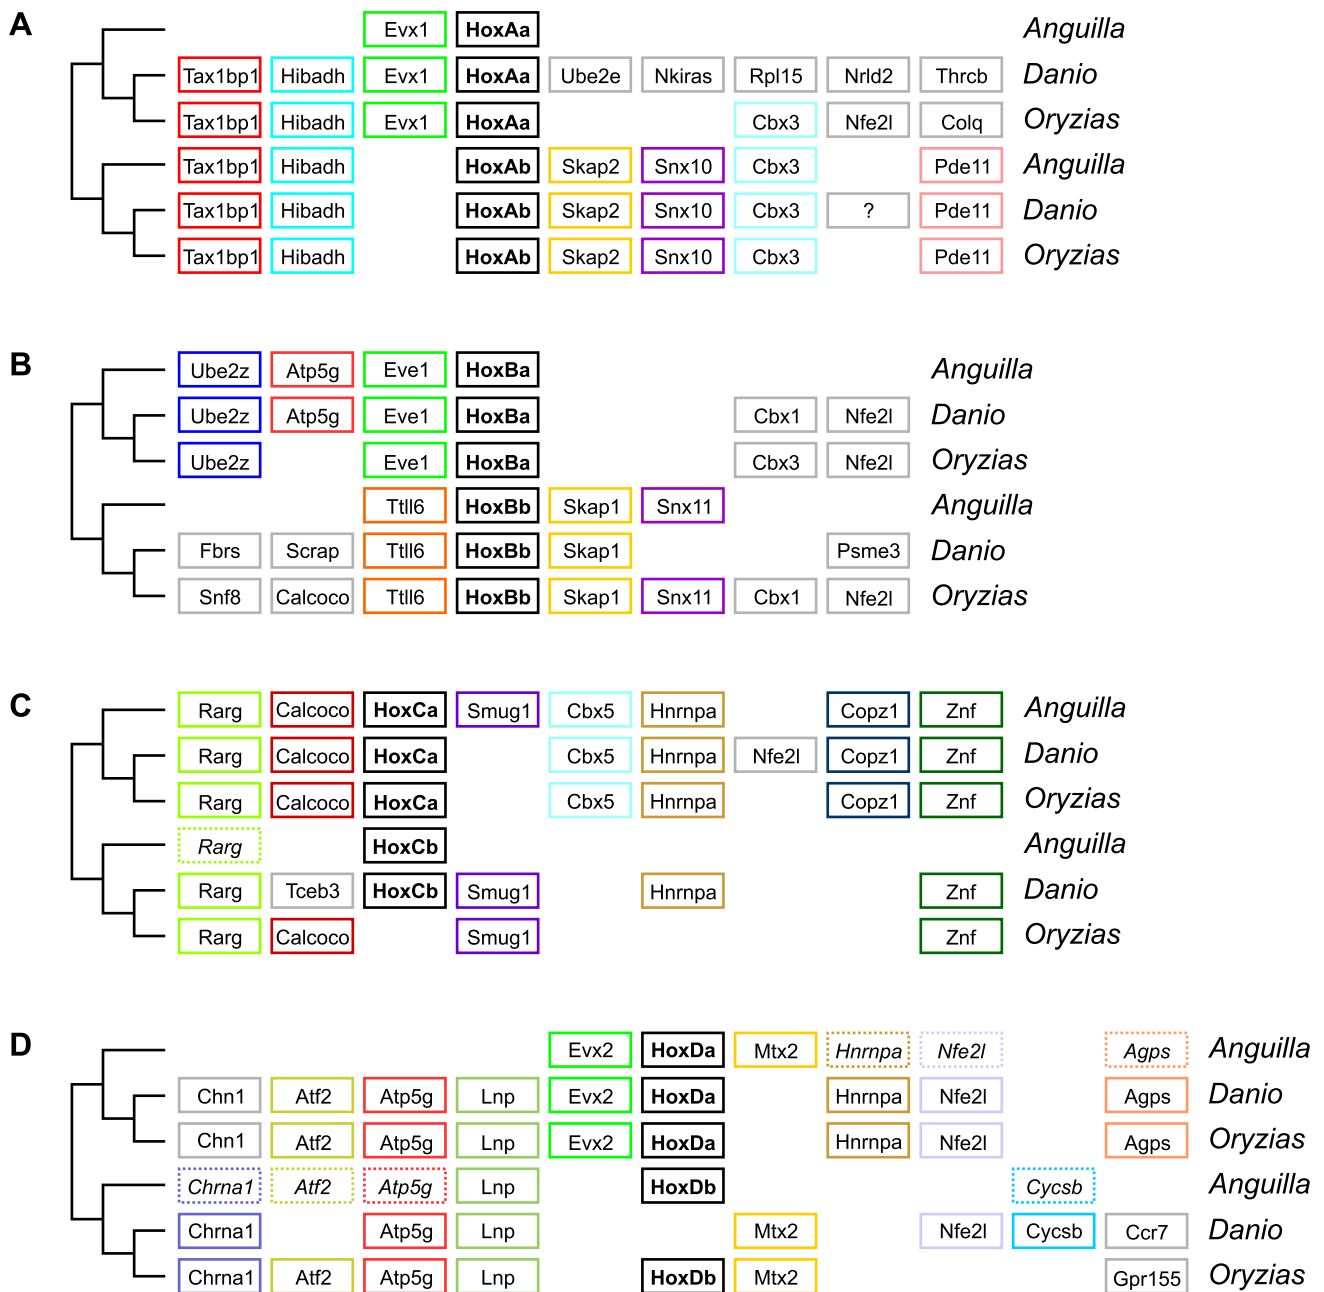 A Evx1 HoxAa Anguilla
Tax1bp1 Hibadh Evx1 HoxAa Ube2e Nkiras Rpl15 Nrld2 Thrcb Danio
Tax1bp1 Hibadh Evx1 HoxAa Cbx3 Nfe2l Colq Oryzias
Tax1bp1 Hibadh HoxAb Skap2 Snx10 Cbx3 Pde11 Anguilla
Tax1bp1 Hibadh HoxAb Skap2 Snx10 Cbx3 ? Pde11 Danio
Tax1bp1 Hibadh HoxAb Skap2 Snx10 Cbx3 Pde11 Oryzias
B Ube2z Atp5g Eve1 HoxBa Anguilla
Ube2z Atp5g Eve1 HoxBa Cbx1 Nfe2l Danio
Ube2z Eve1 HoxBa Cbx3 Nfe2l Oryzias
Ttll6 HoxBb Skap1 Snx11 Anguilla
Fbrs Scrap Ttll6 HoxBb Skap1 Psme3 Danio
Snf8 Calcoco Ttll6 HoxBb Skap1 Snx11 Cbx1 Nfe2l Oryzias
C Rarg Calcoco HoxCa Smug1 Cbx5 Hnrnpa Copz1 Znf Anguilla
Rarg Calcoco HoxCa Cbx5 Hnrnpa Nfe2l Copz1 Znf Danio
Rarg Calcoco HoxCa Cbx5 Hnrnpa Copz1 Znf Oryzias
Rarg HoxCb Anguilla
Rarg Tceb3 HoxCb Smug1 Hnrnpa Znf Danio
Rarg Calcoco Smug1 Znf Oryzias
D Evx2 HoxDa Mtx2 Hnrnpa Nfe2l Agps Anguilla
Chn1 Atf2 Atp5g Lnp Evx2 HoxDa Hnrnpa Nfe2l Agps Danio
Chn1 Atf2 Atp5g Lnp Evx2 HoxDa Hnrnpa Nfe2l Agps Oryzias
Chrna1 Atf2 Atp5g Lnp HoxDb Cycsb Anguilla
Chrna1 Atp5g Lnp Mtx2 Nfe2l Cycsb Ccr7 Danio
Chrna1 Atf2 Atp5g Lnp HoxDb Mtx2 Gpr155 Oryzias